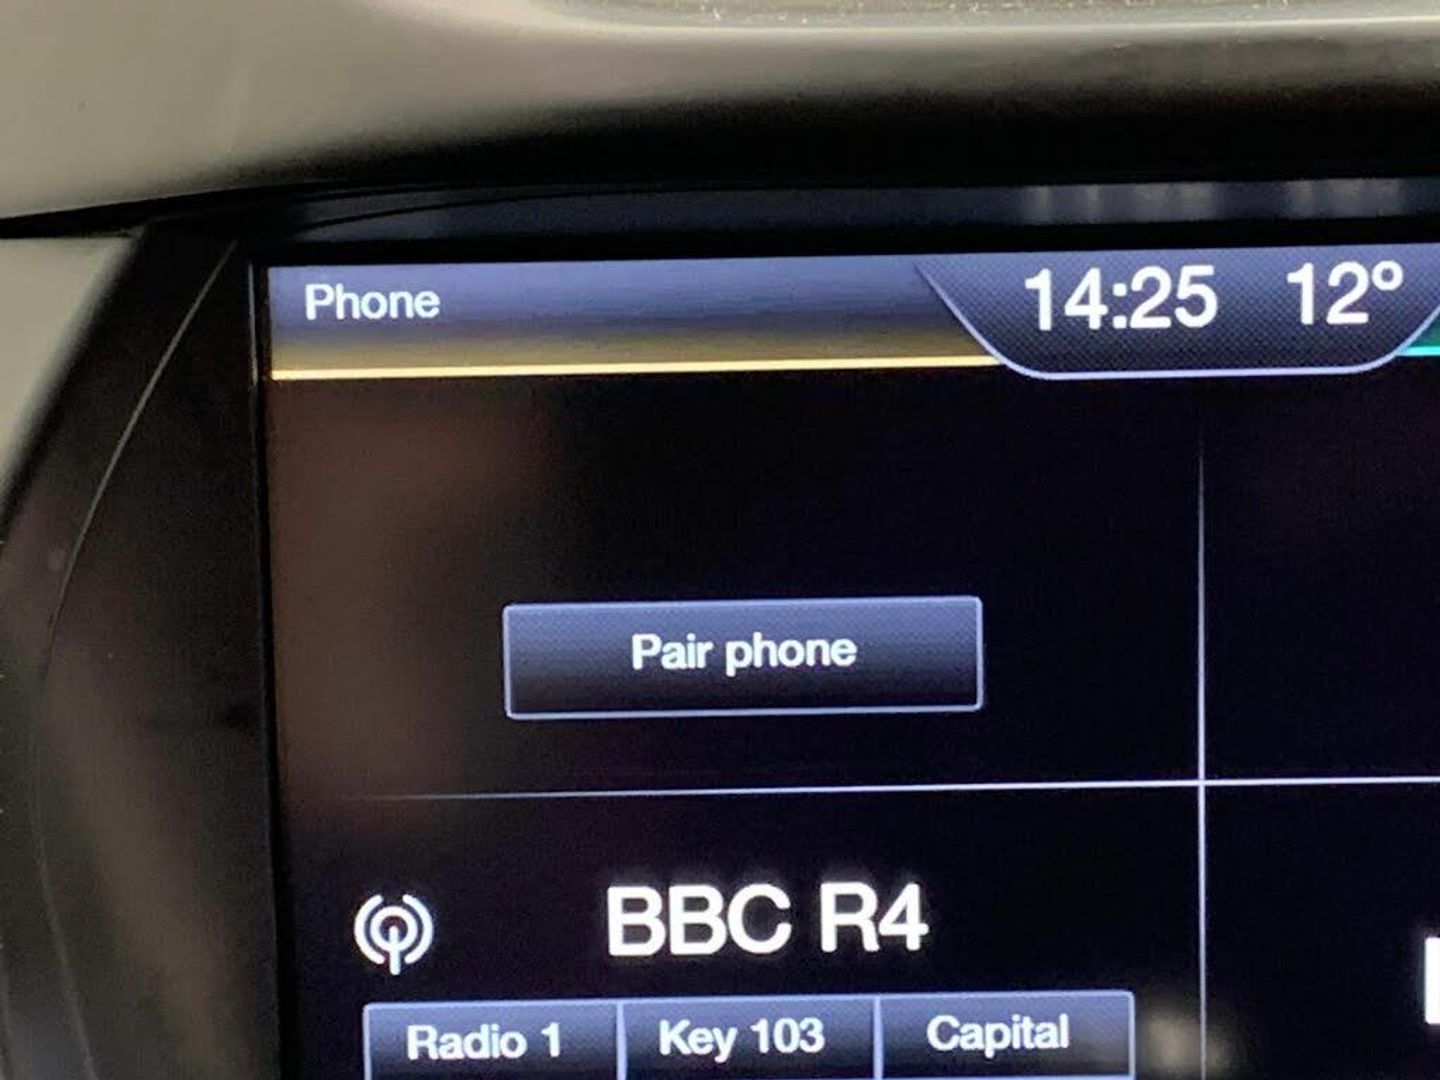 Phone
14:25 12°
Pair phone
BBC R4
Radio 1 Key 103 Capital